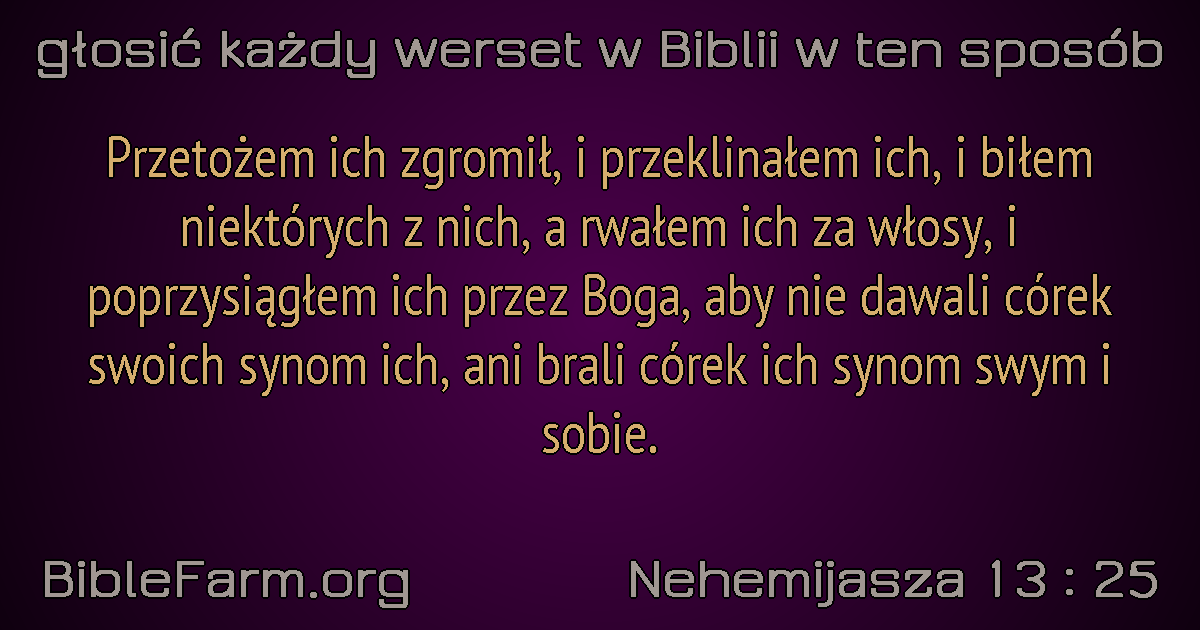 głosić każdy werset w Biblii w ten sposób
Przetożem ich zgromił, i przeklinałem ich, i biłem
niektórych z nich, a rwałem ich za włosy, i
poprzysiągłem ich przez Boga, aby nie dawali córek
swoich synom ich, ani brali córek ich synom swym i
sobie.
BibleFarm.org
Nehemijasza 13 : 25